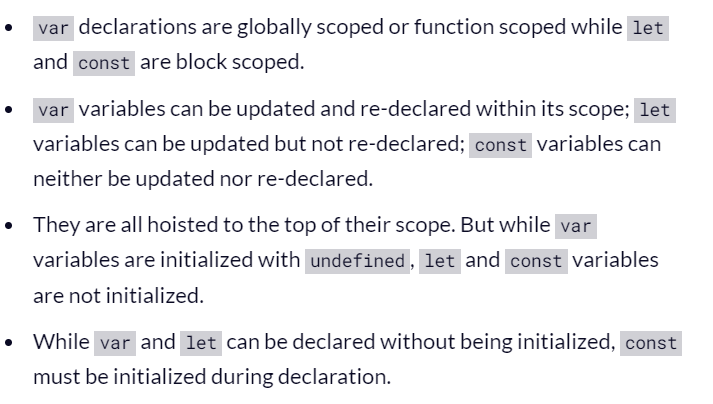 • var declarations are globally scoped or function scoped while let
and const are block scoped.
• var variables can be updated and re-declared within its scope; let
variables can be updated but not re-declared; const variables can
neither be updated nor re-declared.
• They are all hoisted to the top of their scope. But while var
variables are initialized with undefined, let and const variables
are not initialized.
• While var and let can be declared without being initialized, const
must be initialized during declaration.